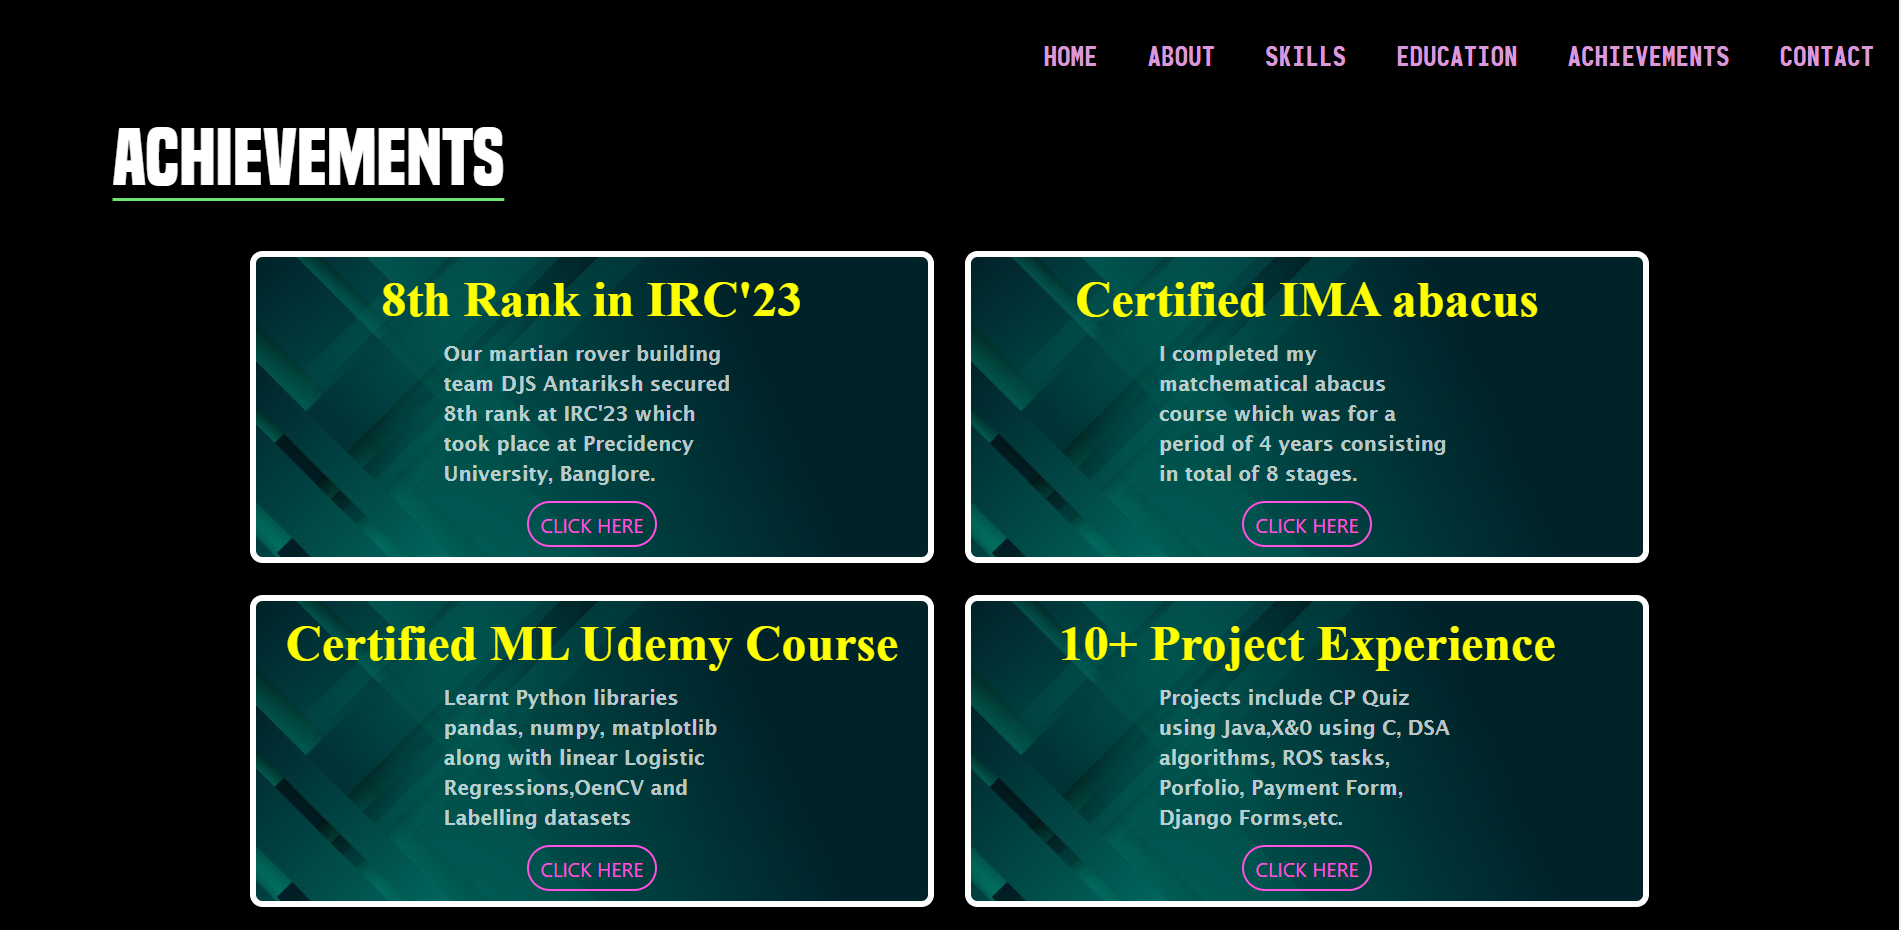 HOME ABOUT SKILLS EDUCATION ACHIEVEMENTS CONTACT
ACHIEVEMENTS
8th Rank in IRC'23
Our martian rover building
team DJS Antariksh secured
8th rank at IRC'23 which
took place at Precidency
University, Banglore.
CLICK HERE
Certified IMA abacus
I completed my
matchematical abacus
course which was for a
period of 4 years consisting
in total of 8 stages.
CLICK HERE
Certified ML Udemy Course
Learnt Python libraries
pandas, numpy, matplotlib
along with linear Logistic
Regressions,OenCV and
Labelling datasets
CLICK HERE
10+ Project Experience
Projects include CP Quiz
using Java,X&0 using C, DSA
algorithms, ROS tasks,
Porfolio, Payment Form,
Django Forms,etc.
CLICK HERE